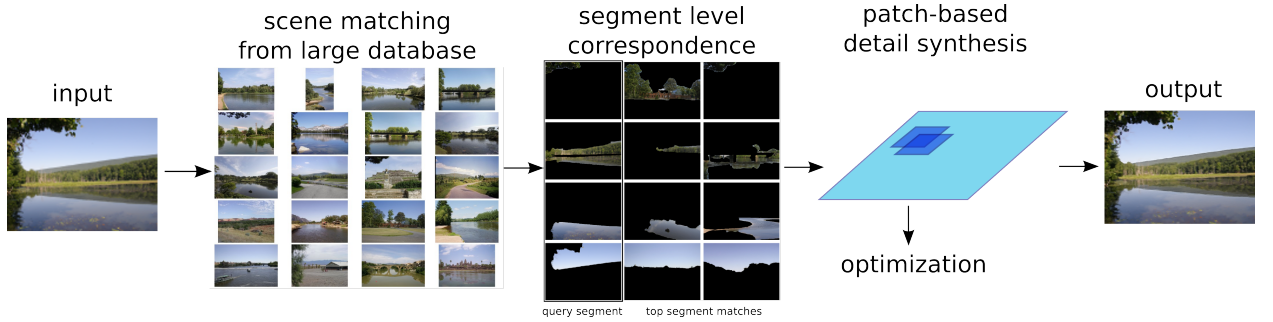 input
scene matching
from large database
segment level
correspondence
query segment
top segment matches
patch-based
detail synthesis
optimization
output